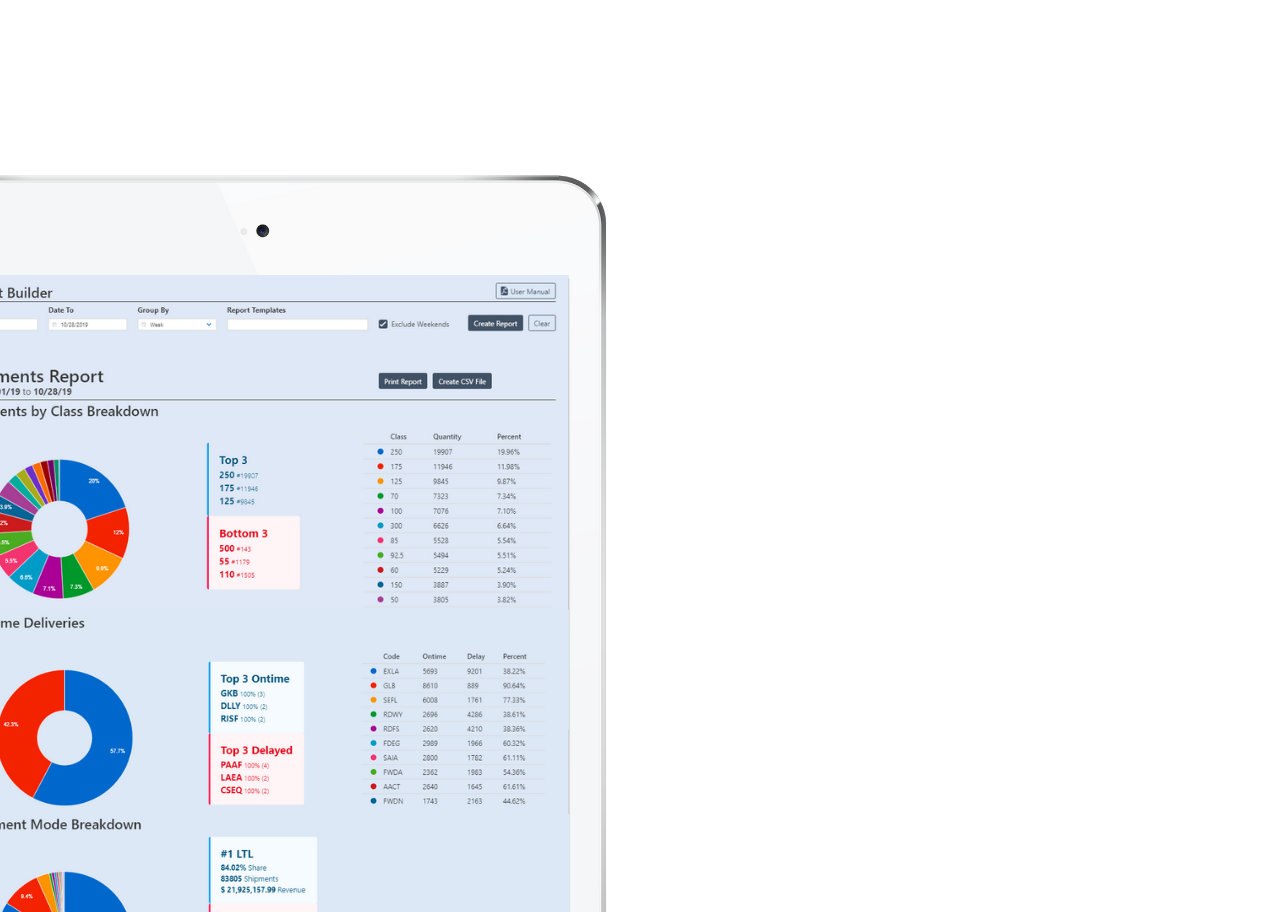 t Builder
User Manual
Date To
Group By
Report Templates
10/28/2019
Week
Exclude Weekends
Create Report
Clear
ments Report
01/19 to 10/28/19
Print Report
Create CSV File
ents by Class Breakdown
20%
12%
9.9%
7.3%
7.1%
6.6%
5.5%
5.5%
2%
3.9%
Top 3
250 #19907
175 #11946
125 #9845
Bottom 3
500 #143
55 #1179
110 #1505
Class Quantity Percent
250 19907 19.96%
175 11946 11.98%
125 9845 9.87%
70 7323 7.34%
100 7076 7.10%
300 6626 6.64%
85 5528 5.54%
92.5 5494 5.51%
60 5229 5.24%
150 3887 3.90%
50 3805 3.82%
me Deliveries
42.3%
57.7%
Top 3 Ontime
GKB 100% (3)
DLLY 100% (2)
RISF 100% (2)
Top 3 Delayed
PAAF 100% (4)
LAEA 100% (2)
CSEQ 100% (2)
Code Ontime Delay Percent
EXLA 5693 9201 38.22%
GLB 8610 889 90.64%
SEFL 6008 1761 77.33%
RDWY 2696 4286 38.61%
RDFS 2620 4210 38.36%
FDEG 2989 1966 60.32%
SAIA 2800 1782 61.11%
FWDA 2362 1983 54.36%
AACT 2640 1645 61.61%
FWDN 1743 2163 44.62%
ment Mode Breakdown
9.4%
#1 LTL
84.02% Share
83805 Shipments
$ 21,925,157.99 Revenue